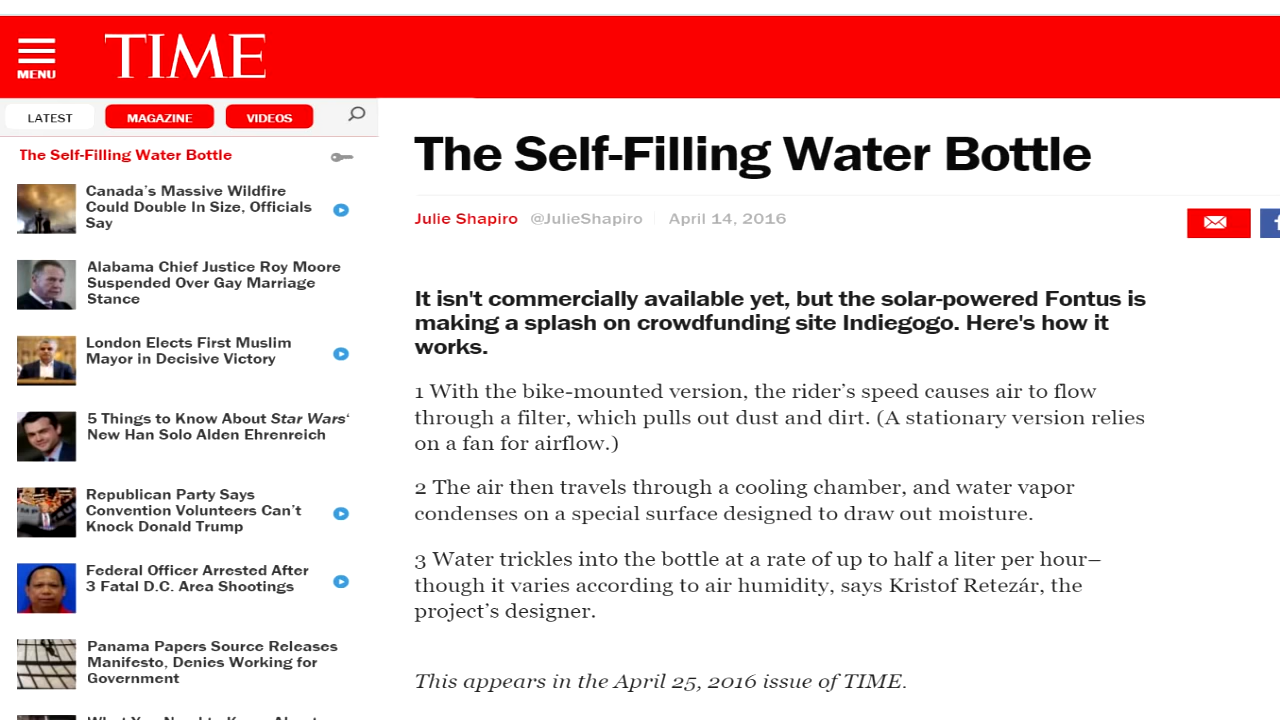 MENU
TIME
LATEST
MAGAZINE
VIDEOS
The Self-Filling Water Bottle
Canada's Massive Wildfire
Could Double In Size, Officials
Say
Alabama Chief Justice Roy Moore
Suspended Over Gay Marriage
Stance
London Elects First Muslim
Mayor in Decisive Victory
5 Things to Know About Star Wars‘
New Han Solo Alden Ehrenreich
Republican Party Says
Convention Volunteers Can't
Knock Donald Trump
Federal Officer Arrested After
3 Fatal D.C. Area Shootings
Panama Papers Source Releases
Manifesto, Denies Working for
Government
The Self-Filling Water Bottle
Julie Shapiro @JulieShapiro April 14, 2016
It isn't commercially available yet, but the solar-powered Fontus is
making a splash on crowdfunding site Indiegogo. Here's how it
works.
1 With the bike-mounted version, the rider’s speed causes air to flow
through a filter, which pulls out dust and dirt. (A stationary version relies
on a fan for airflow.)
2 The air then travels through a cooling chamber, and water vapor
condenses on a special surface designed to draw out moisture.
3 Water trickles into the bottle at a rate of up to half a liter per hour–
though it varies according to air humidity, says Kristof Retezár, the
project’s designer.
This appears in the April 25, 2016 issue of TIME.